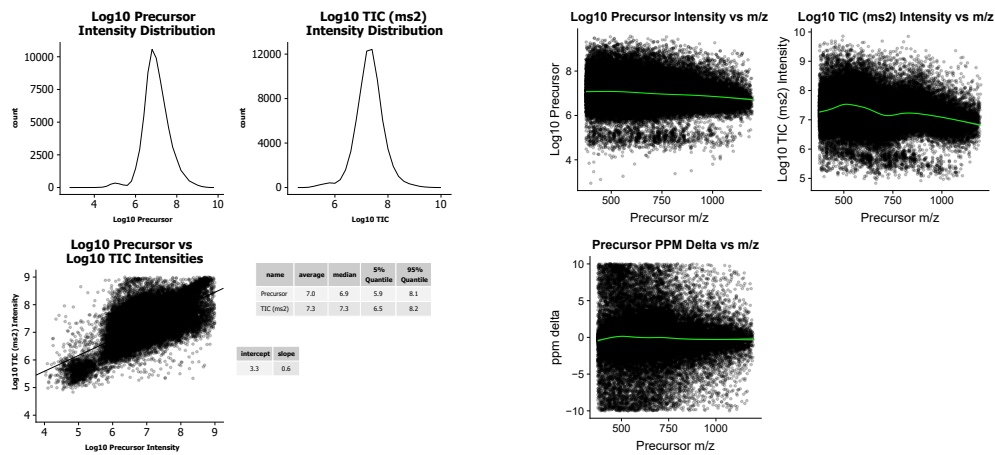 Log10 Precursor
Intensity Distribution
count
10000
7500
5000
2500
0
4
6
8
10
Log10 Precursor
Log10 TIC (ms2)
Intensity Distribution
count
12000
8000
4000
0
6
8
10
Log10 TIC
Log10 Precursor Intensity vs m/z
Log10 Precursor
8
6
4
500
750
1000
Precursor m/z
Log10 TIC (ms2) Intensity vs m/z
Log10 TIC (ms2) Intensity
10
9
8
7
6
5
500
750
1000
Precursor m/z
Log10 Precursor vs
Log10 TIC Intensities
Log10 TIC (ms2) Intensity
9
8
7
6
5
4
4
5
6
7
8
9
Log10 Precursor Intensity
name average median 5% Quantile 95% Quantile
Precursor 7.0 6.9 5.9 8.1
TIC (ms2) 7.3 7.3 6.5 8.2
intercept slope
3.3 0.6
Precursor PPM Delta vs m/z
ppm delta
10
5
0
−5
−10
500
750
1000
Precursor m/z